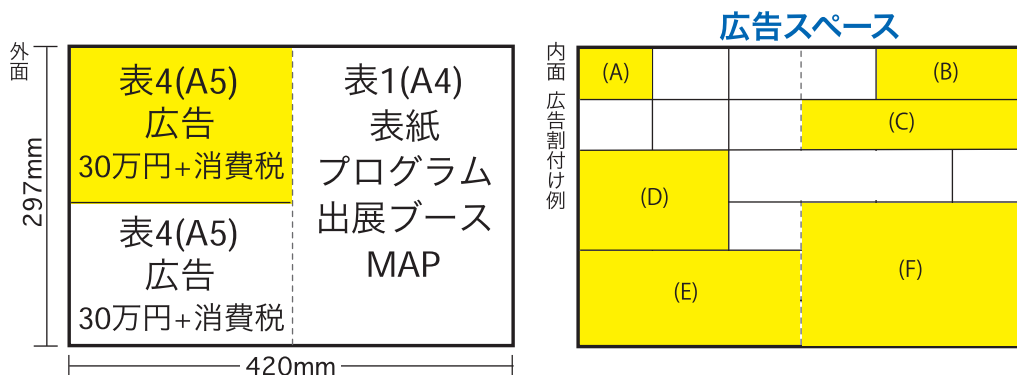 外面
表4(A5)
広告
30万円+消費税
表4(A5)
広告
30万円+消費税
表1(A4)
表紙
プログラム
出展ブース
MAP
297mm
420mm
広告スペース
内面 広告割付け例
(A)
(B)
(C)
(D)
(E)
(F)